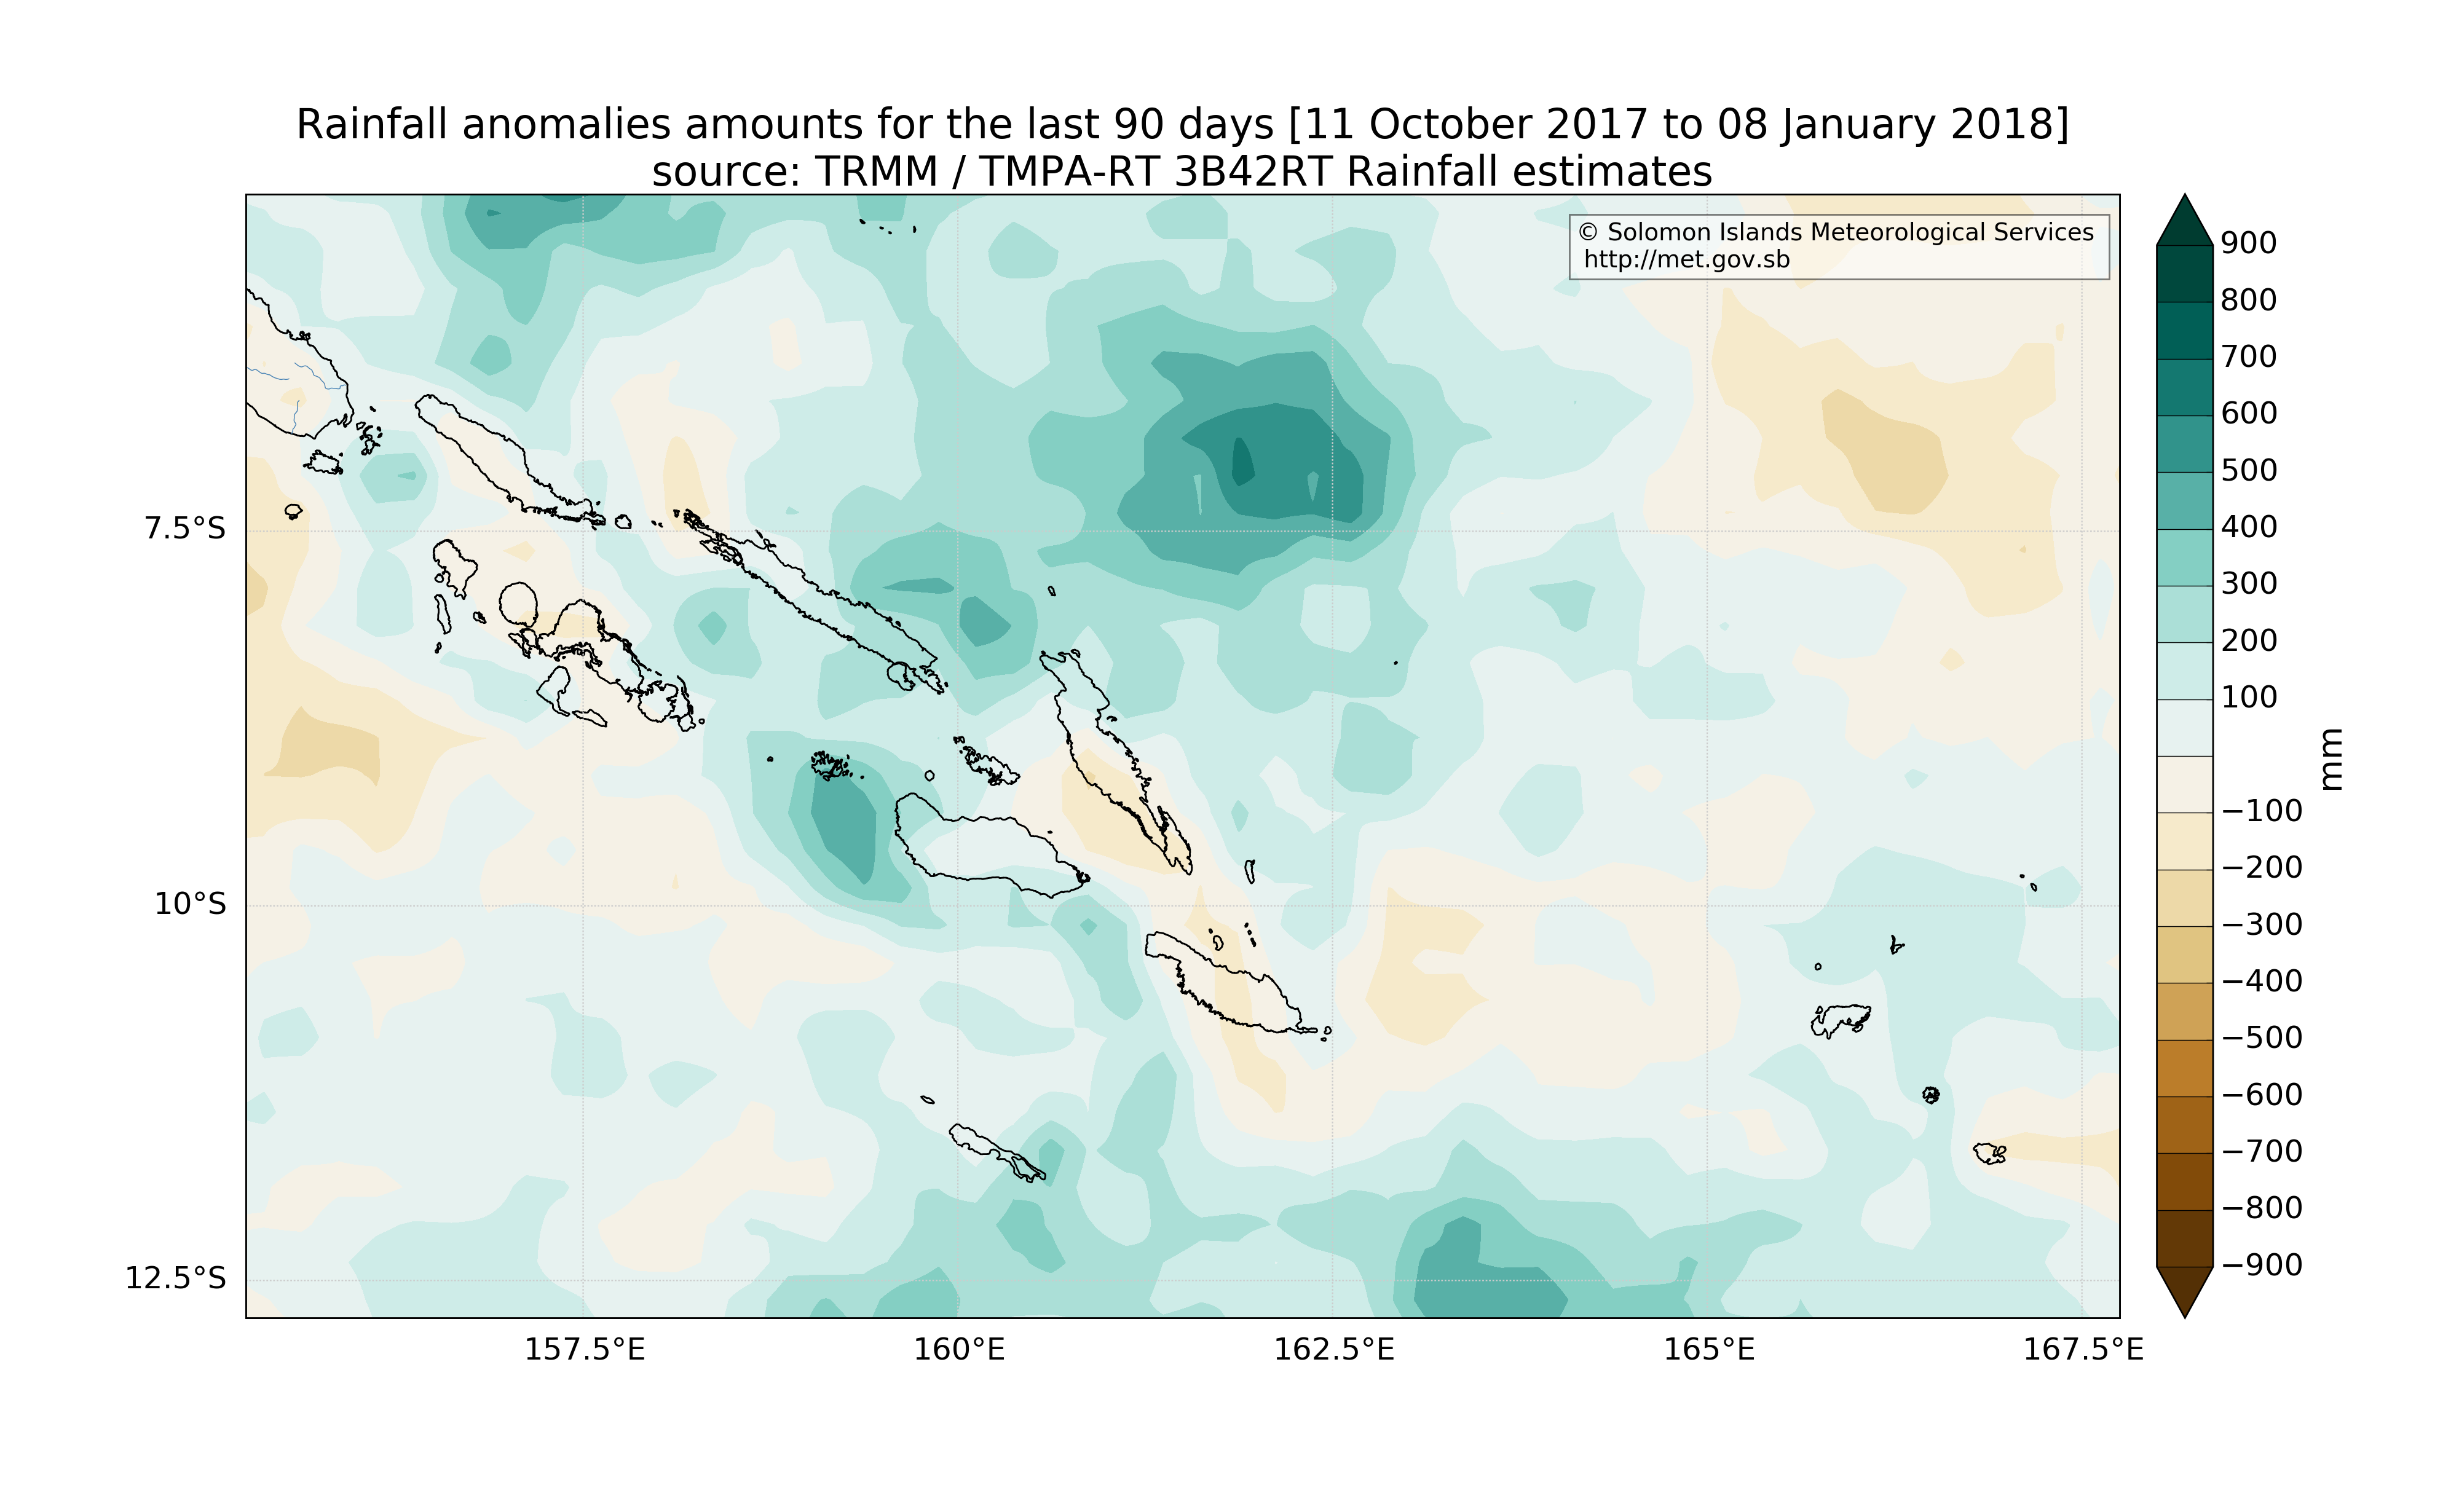 Rainfall anomalies amounts for the last 90 days [11 October 2017 to 08 January 2018]
source: TRMM / TMPA-RT 3B42RT Rainfall estimates
© Solomon Islands Meteorological Services
http://met.gov.sb
7.5°S
10°S
12.5°S
157.5°E
160°E
162.5°E
165°E
167.5°E
900
800
700
600
500
400
300
200
100
−100
−200
−300
−400
−500
−600
−700
−800
−900
mm